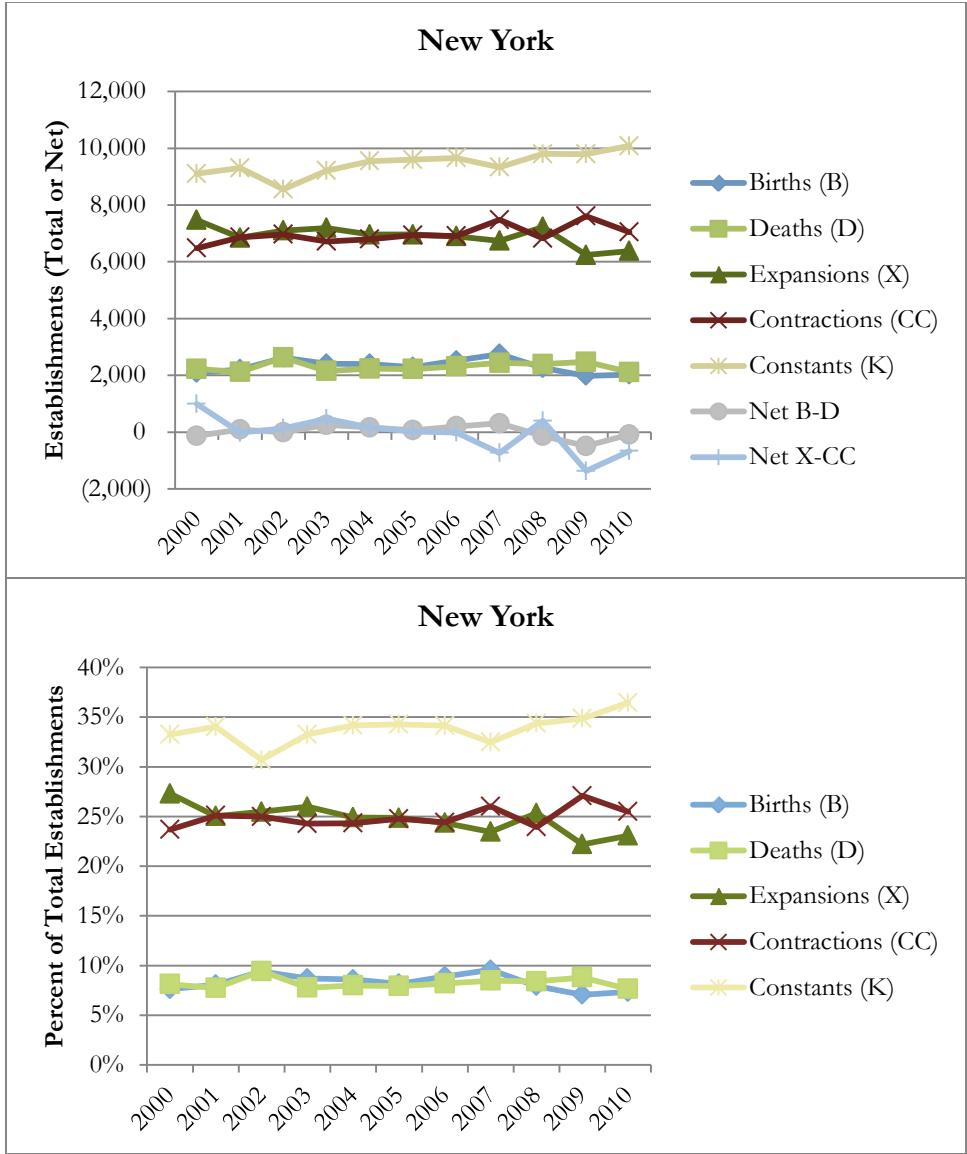 New York
Establishments (Total or Net)
12,000
10,000
8,000
6,000
4,000
2,000
0
(2,000)
2000
2001
2002
2003
2004
2005
2006
2007
2008
2009
2010
Births (B)
Deaths (D)
Expansions (X)
Contractions (CC)
Constants (K)
Net B-D
Net X-CC
New York
Percent of Total Establishments
40%
35%
30%
25%
20%
15%
10%
5%
0%
2000
2001
2002
2003
2004
2005
2006
2007
2008
2009
2010
Births (B)
Deaths (D)
Expansions (X)
Contractions (CC)
Constants (K)